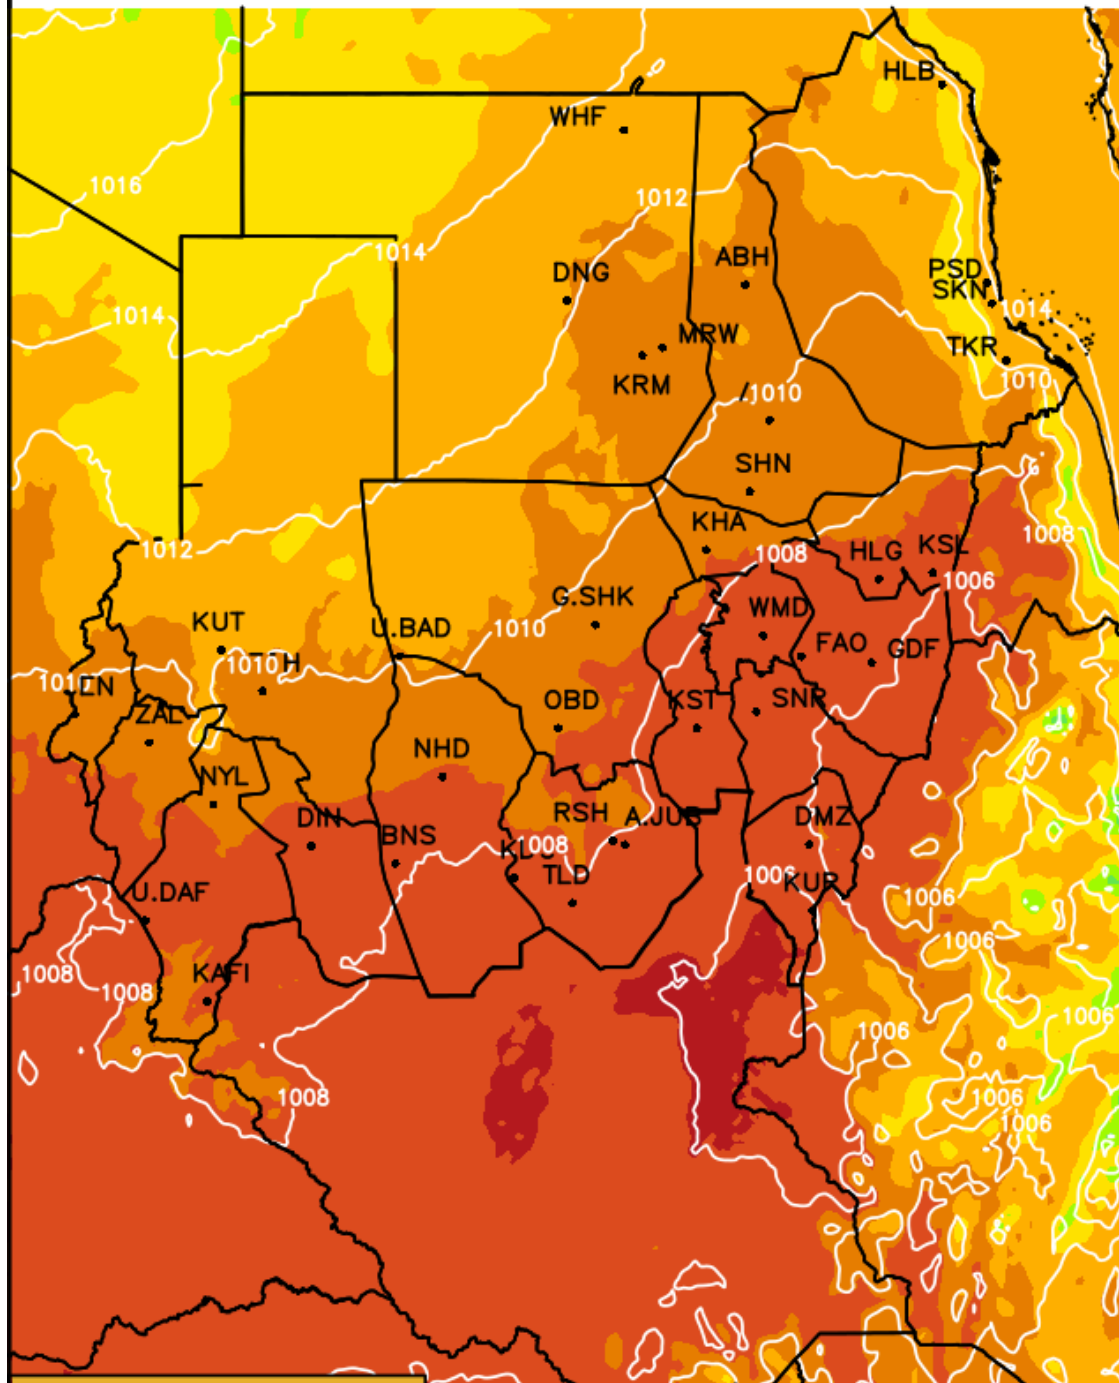 HLB
WHF
1016
1012
1014
ABH
DNG
PSD
SKN
1014
1014
MRW
TKR
1010
KRM
1010
SHN
KHA
1008
1012
1008
HLG
KSL
1006
G.SHK
WMD
KUT
U.BAD
1010
FAO
GDF
1010
OBD
KST
SNR
ZAL
NHD
NYL
RSH
A.JUB
DMZ
DIN
BNS
1008
TLD
1006
KUR
U.DAF
1006
1006
1008
KAFI
1008
1006
1006
1008
1006
1006